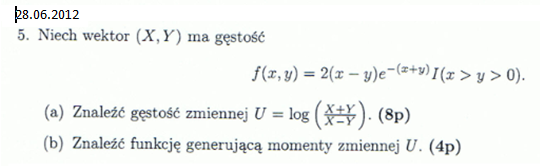 28.06.2012
5. Niech wektor (X, Y) ma gęstość
f(x, y) = 2(x − y)e^{−(x+y)} I(x > y > 0).
(a) Znaleźć gęstość zmiennej U = log ((X+Y)/(X−Y)). (8p)
(b) Znaleźć funkcję generującą momenty zmiennej U. (4p)